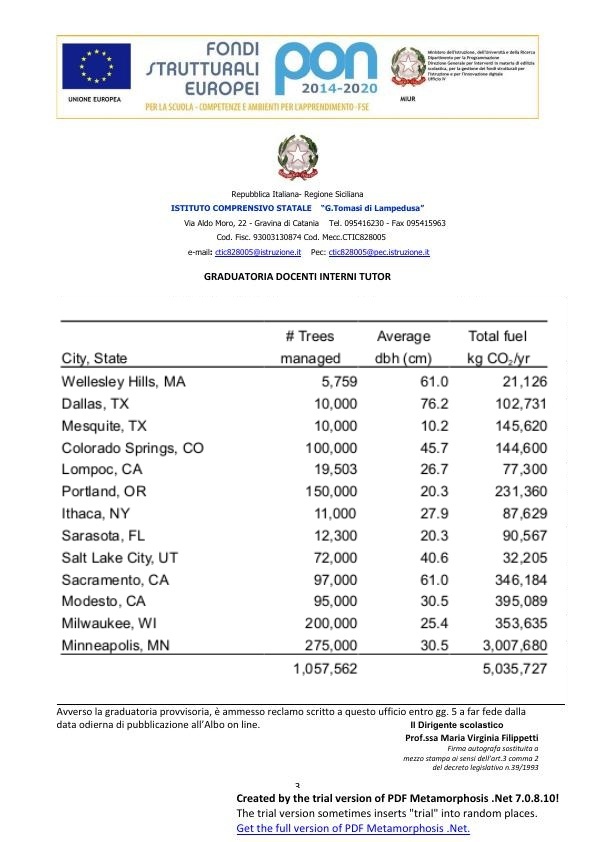 FONDI
STRUTTURALI
EUROPEI
pon
2014-2020
UNIONE EUROPEA
PER LA SCUOLA - COMPETENZE E AMBIENTI PER L'APPRENDIMENTO - FSE
Ministero dell'Istruzione, dell'Università e della Ricerca
Dipartimento per la Programmazione
Direzione Generale per interventi in materia di edilizia
scolastica, per la gestione dei fondi strutturali per
l'istruzione e per l'innovazione digitale
Ufficio IV
MIUR
Repubblica Italiana- Regione Siciliana
ISTITUTO COMPRENSIVO STATALE "G.Tomasi di Lampedusa"
Via Aldo Moro, 22 - Gravina di Catania Tel. 095416230 - Fax 095415963
Cod. Fisc. 93003130874 Cod. Mecc.CTIC828005
e-mail: ctic828005@istruzione.it Pec: ctic828005@pec.istruzione.it
GRADUATORIA DOCENTI INTERNI TUTOR
# Trees Average Total fuel
City, State managed dbh (cm) kg CO₂/yr
Wellesley Hills, MA 5,759 61.0 21,126
Dallas, TX 10,000 76.2 102,731
Mesquite, TX 10,000 10.2 145,620
Colorado Springs, CO 100,000 45.7 144,600
Lompoc, CA 19,503 26.7 77,300
Portland, OR 150,000 20.3 231,360
Ithaca, NY 11,000 27.9 87,629
Sarasota, FL 12,300 20.3 90,567
Salt Lake City, UT 72,000 40.6 32,205
Sacramento, CA 97,000 61.0 346,184
Modesto, CA 95,000 30.5 395,089
Milwaukee, WI 200,000 25.4 353,635
Minneapolis, MN 275,000 30.5 3,007,680
1,057,562 5,035,727
Avverso la graduatoria provvisoria, è ammesso reclamo scritto a questo ufficio entro gg. 5 a far fede dalla
data odierna di pubblicazione all'Albo on line.
Il Dirigente scolastico
Prof.ssa Maria Virginia Filippetti
Firma autografa sostituita a
mezzo stampa ai sensi dell'art.3 comma 2
del decreto legislativo n.39/1993
3
Created by the trial version of PDF Metamorphosis .Net 7.0.8.10!
The trial version sometimes inserts "trial" into random places.
Get the full version of PDF Metamorphosis .Net.